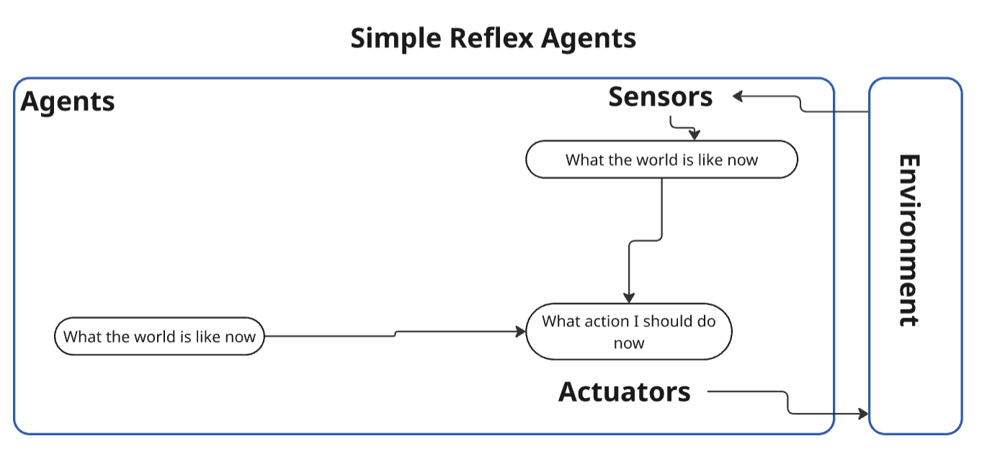 Simple Reflex Agents
Agents
Sensors
What the world is like now
Environment
What the world is like now
What action I should do
now
Actuators